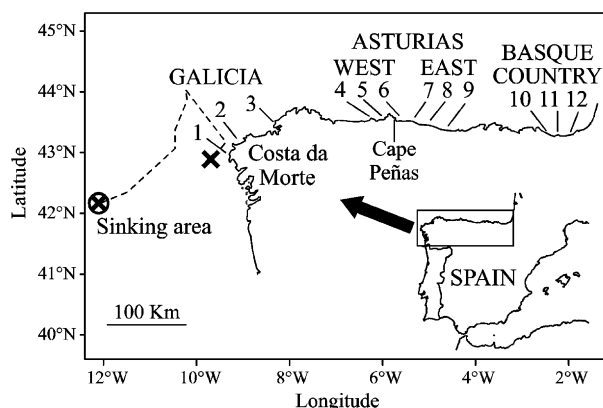 45°N
ASTURIAS
BASQUE
GALICIA
WEST
EAST
COUNTRY
44°N
4 5 6 7 8 9
10 11 12
3
2
1
43°N
Costa da
Morte
Cape
Peñas
Latitude
42°N
Sinking area
41°N
SPAIN
100 Km
40°N
12°W 10°W 8°W 6°W 4°W 2°W
Longitude